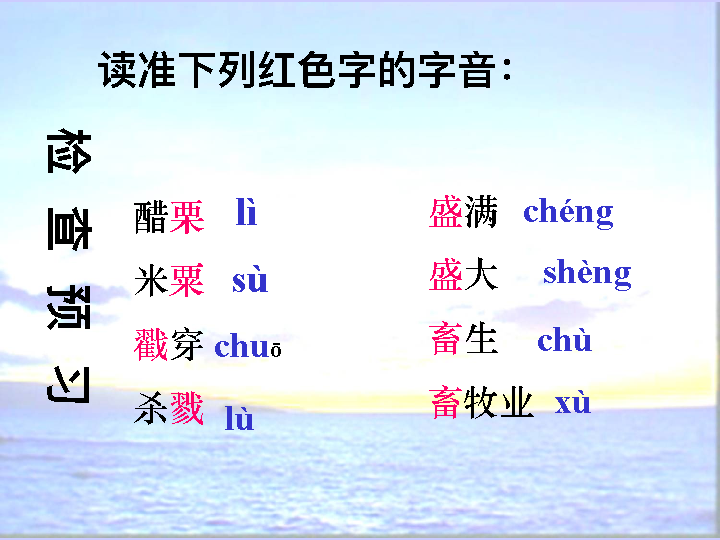 读准下列红色字的字音：
检查预习
醋栗 lì
米粟 sù
戳穿 chuō
杀戮 lù
盛满 chéng
盛大 shèng
畜生 chù
畜牧业 xù